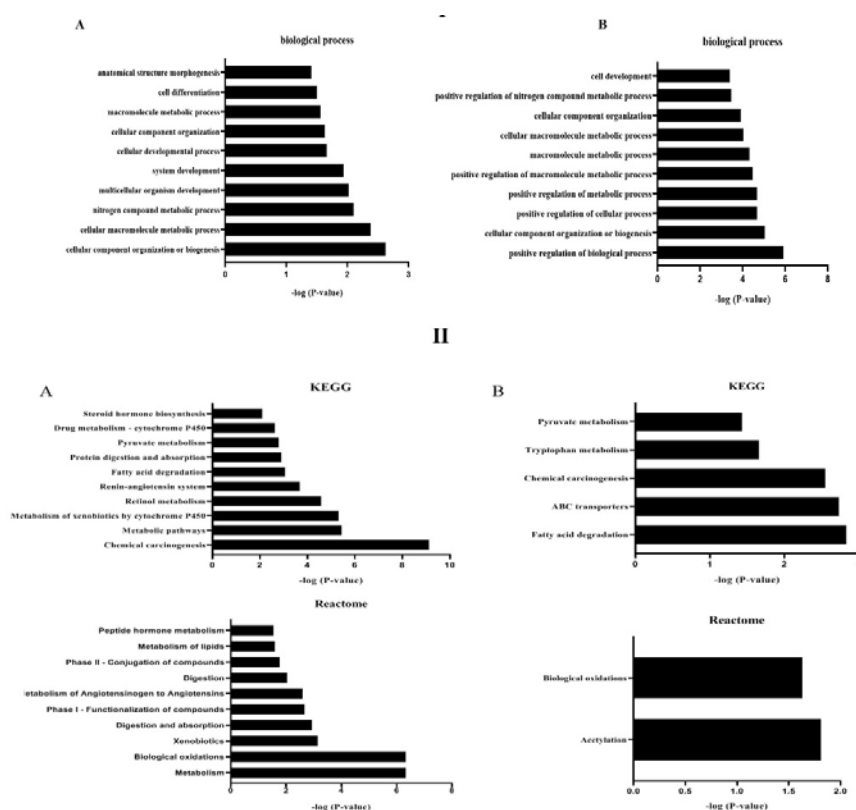 A
biological process
anatomical structure morphogenesis
cell differentiation
macromolecule metabolic process
cellular component organization
cellular developmental process
system development
multicellular organism development
nitrogen compound metabolic process
cellular macromolecule metabolic process
cellular component organization or biogenesis
0 1 2 3
-log (P-value)
B
biological process
cell development
positive regulation of nitrogen compound metabolic process
cellular component organization
cellular macromolecule metabolic process
macromolecule metabolic process
positive regulation of macromolecule metabolic process
positive regulation of metabolic process
positive regulation of cellular process
cellular component organization or biogenesis
positive regulation of biological process
0 2 4 6 8
-log (P-value)
II
A
KEGG
Steroid hormone biosynthesis
Drug metabolism - cytochrome P450
Pyruvate metabolism
Protein digestion and absorption
Fatty acid degradation
Renin-angiotensin system
Retinol metabolism
Metabolism of xenobiotics by cytochrome P450
Metabolic pathways
Chemical carcinogenesis
0 2 4 6 8 10
-log (P-value)
B
KEGG
Pyruvate metabolism
Tryptophan metabolism
Chemical carcinogenesis
ABC transporters
Fatty acid degradation
0 1 2
-log (P-value)
Reactome
Peptide hormone metabolism
Metabolism of lipids
Phase II - Conjugation of compounds
Digestion
of Angiotensinogen to Angiotensins
Phase I - Functionalization of compounds
Digestion and absorption
Xenobiotics
Biological oxidations
Metabolism
0 2 4 6 8
-log (P-value)
Reactome
Biological oxidations
Acetylation
0.0 0.5 1.0 1.5 2.0
-log (P-value)